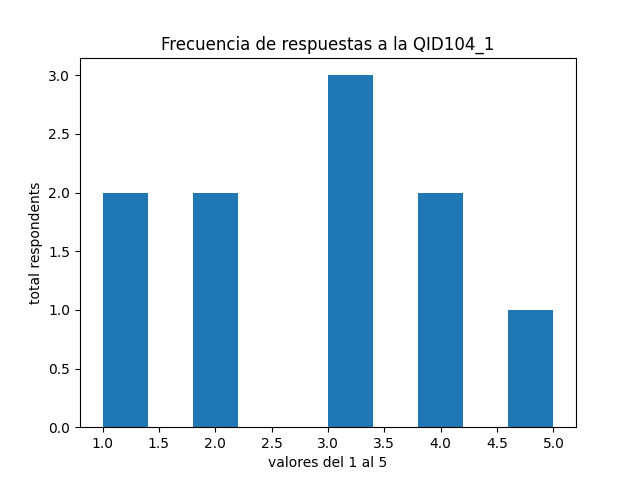 Frecuencia de respuestas a la QID104_1
3.0
2.5
2.0
1.5
1.0
0.5
0.0
total respondents
1.0 1.5 2.0 2.5 3.0 3.5 4.0 4.5 5.0
valores del 1 al 5